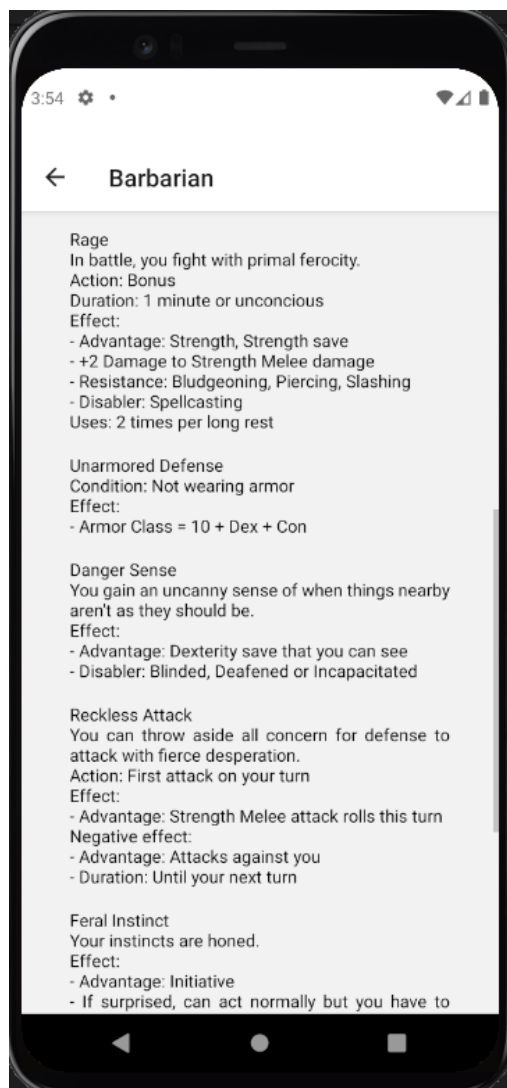 3:54
Barbarian
Rage
In battle, you fight with primal ferocity.
Action: Bonus
Duration: 1 minute or unconcious
Effect:
- Advantage: Strength, Strength save
- +2 Damage to Strength Melee damage
- Resistance: Bludgeoning, Piercing, Slashing
- Disabler: Spellcasting
Uses: 2 times per long rest
Unarmored Defense
Condition: Not wearing armor
Effect:
- Armor Class = 10 + Dex + Con
Danger Sense
You gain an uncanny sense of when things nearby
aren't as they should be.
Effect:
- Advantage: Dexterity save that you can see
- Disabler: Blinded, Deafened or Incapacitated
Reckless Attack
You can throw aside all concern for defense to
attack with fierce desperation.
Action: First attack on your turn
Effect:
- Advantage: Strength Melee attack rolls this turn
Negative effect:
- Advantage: Attacks against you
- Duration: Until your next turn
Feral Instinct
Your instincts are honed.
Effect:
- Advantage: Initiative
- If surprised, can act normally but you have to